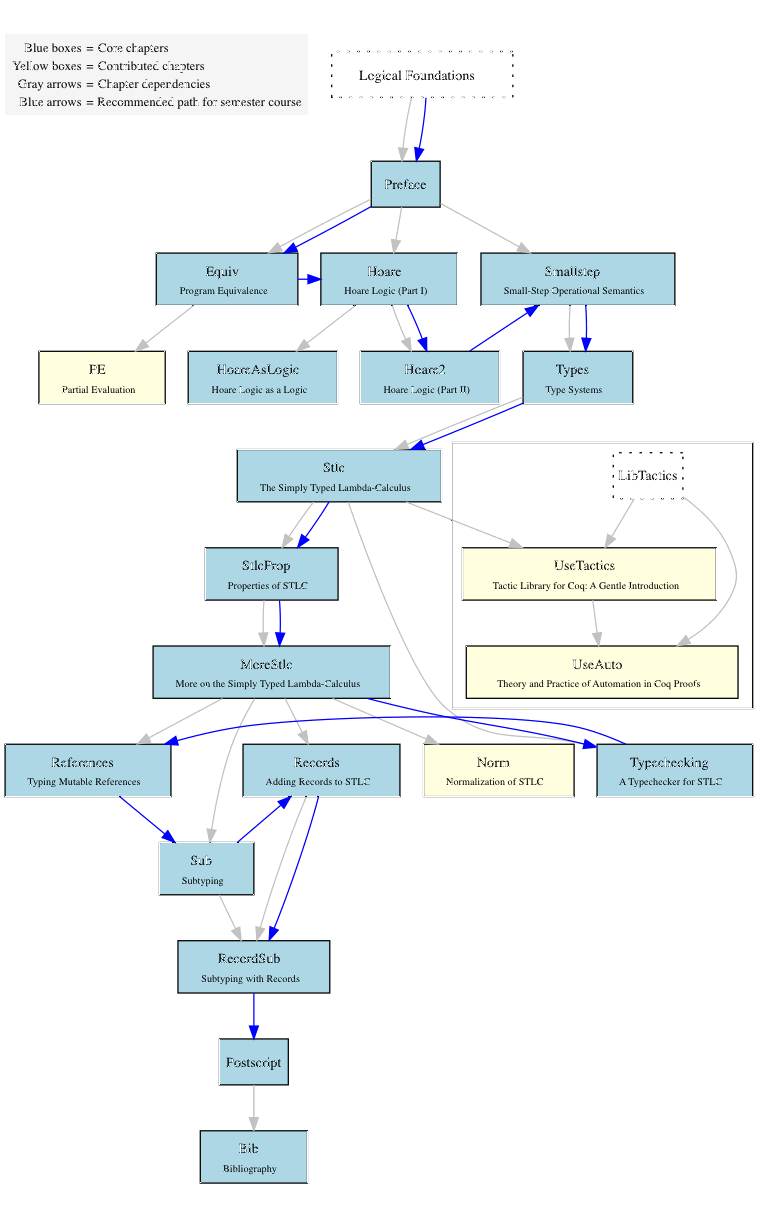 Blue boxes = Core chapters
Yellow boxes = Contributed chapters
Gray arrows = Chapter dependencies
Blue arrows = Recommended path for semester course
Logical Foundations
Preface
Equiv
Program Equivalence
Hoare
Hoare Logic (Part I)
Smallstep
Small-Step Operational Semantics
PE
Partial Evaluation
HoareAsLogic
Hoare Logic as a Logic
Hoare2
Hoare Logic (Part II)
Types
Type Systems
Stlc
The Simply Typed Lambda-Calculus
LibTactics
StlcProp
Properties of STLC
UseTactics
Tactic Library for Coq: A Gentle Introduction
MoreStlc
More on the Simply Typed Lambda-Calculus
UseAuto
Theory and Practice of Automation in Coq Proofs
References
Typing Mutable References
Records
Adding Records to STLC
Norm
Normalization of STLC
Typechecking
A Typechecker for STLC
Sub
Subtyping
RecordSub
Subtyping with Records
Postscript
Bib
Bibliography